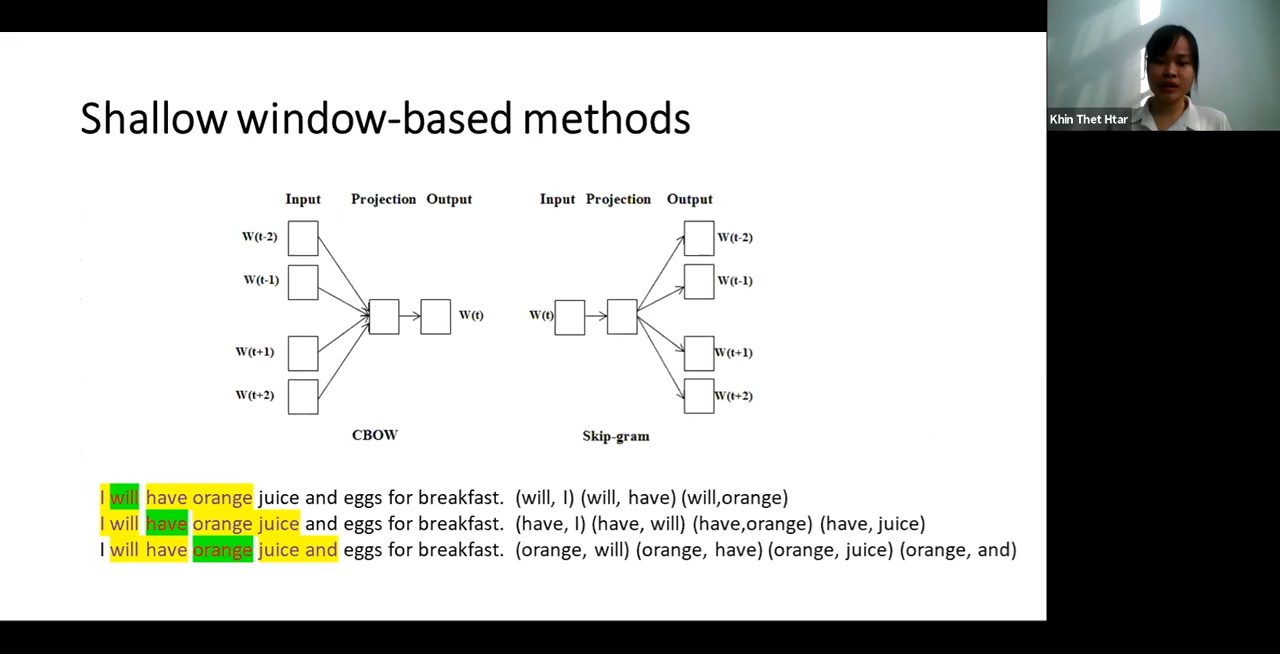 Khin Thet Htar
Shallow window-based methods
Input Projection Output
W(t-2)
W(t-1)
W(t)
W(t+1)
W(t+2)
CBOW
Input Projection Output
W(t-2)
W(t-1)
W(t)
W(t+1)
W(t+2)
Skip-gram
I will have orange juice and eggs for breakfast. (will, I) (will, have) (will,orange)
I will have orange juice and eggs for breakfast. (have, I) (have, will) (have,orange) (have, juice)
I will have orange juice and eggs for breakfast. (orange, will) (orange, have) (orange, juice) (orange, and)